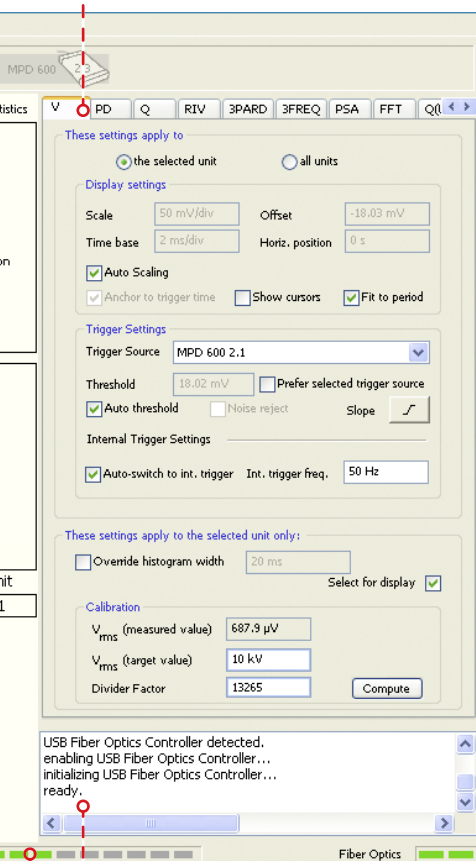 MPD 600 2 3
tistics V PD Q RIV 3PARD 3FREQ PSA FFT Q(U
These settings apply to
the selected unit all units
Display settings
Scale 50 mV/div Offset -18.03 mV
Time base 2 ms/div Horiz. position 0 s
on
Auto Scaling
Anchor to trigger time Show cursors Fit to period
Trigger Settings
Trigger Source MPD 600 2.1
Threshold 18.02 mV Prefer selected trigger source
Auto threshold Noise reject Slope
Internal Trigger Settings
Auto-switch to int. trigger Int. trigger freq. 50 Hz
These settings apply to the selected unit only:
Override histogram width 20 ms
nit
Select for display
1
Calibration
Vrms (measured value) 687.9 µV
Vrms (target value) 10 kV
Divider Factor 13265 Compute
USB Fiber Optics Controller detected.
enabling USB Fiber Optics Controller...
initializing USB Fiber Optics Controller...
ready.
Fiber Optics